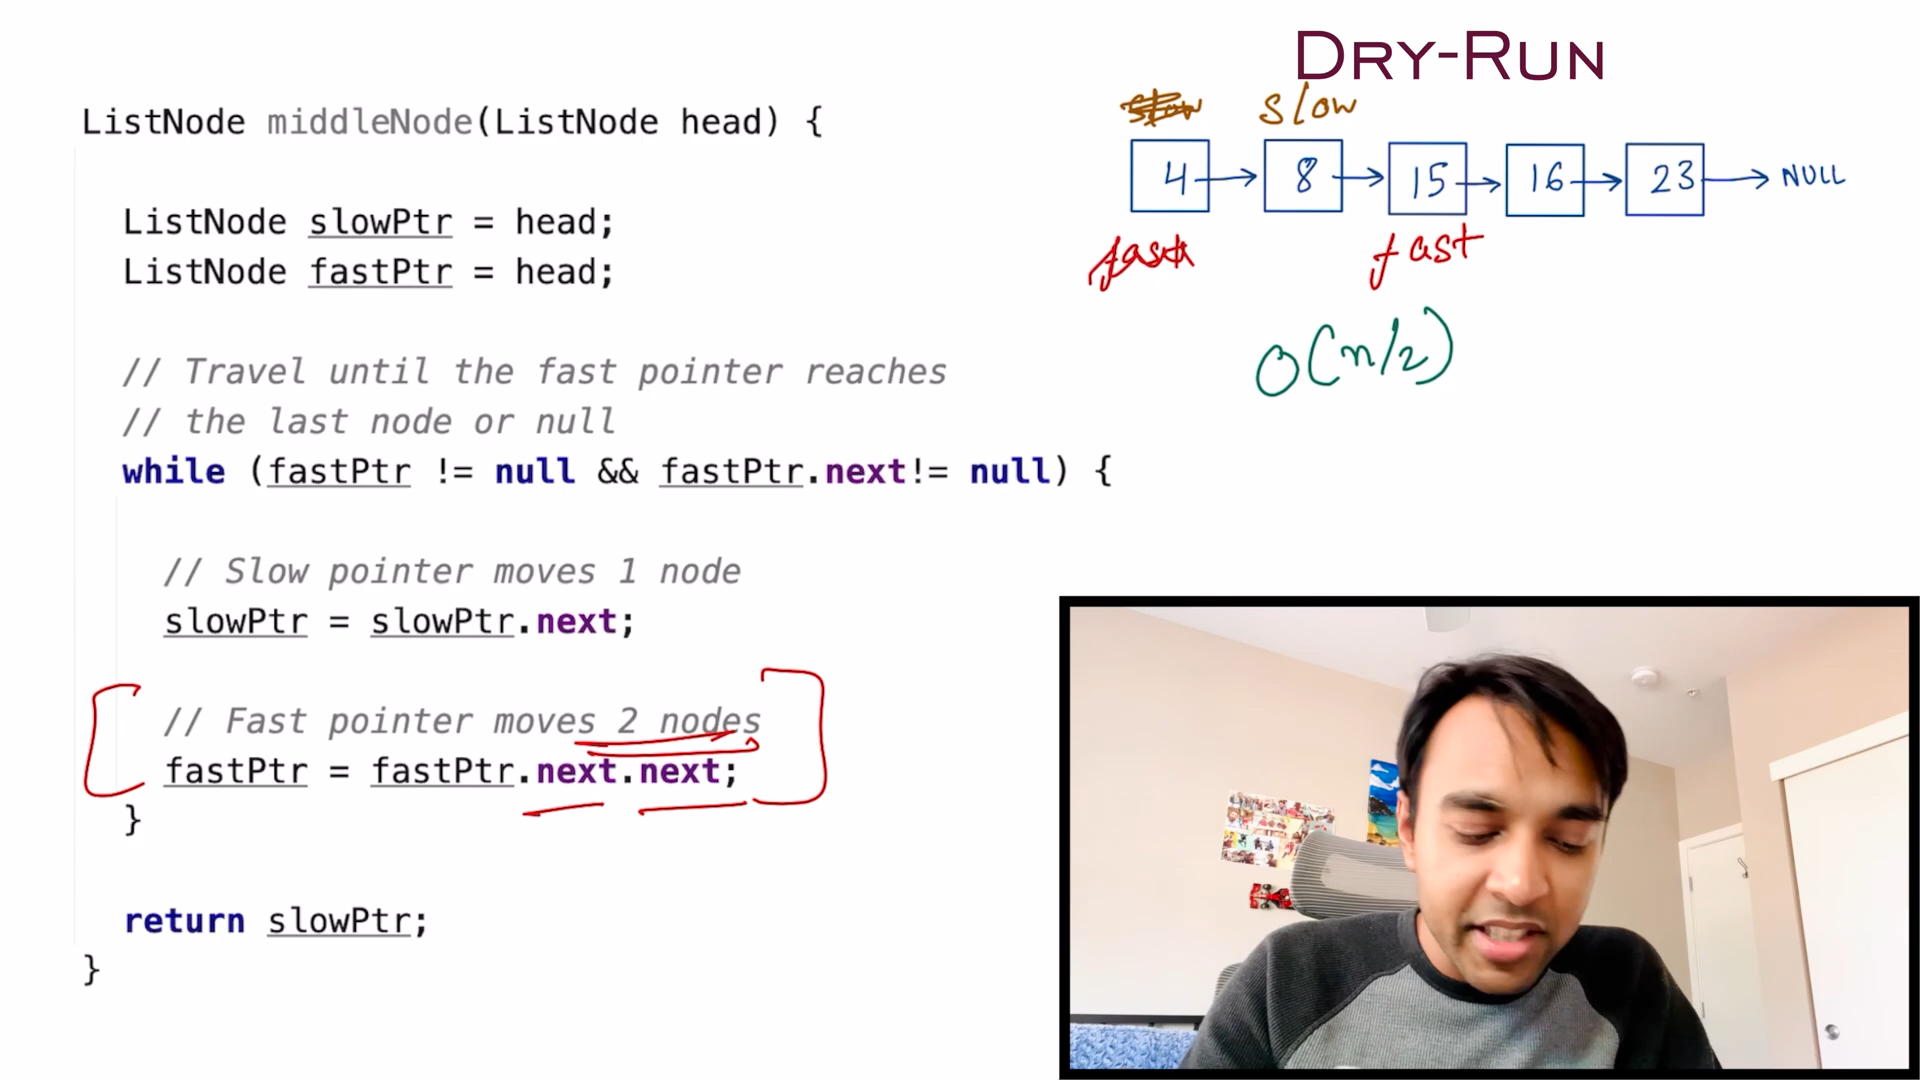 DRY-RUN
ListNode middleNode(ListNode head) {
ListNode slowPtr = head;
ListNode fastPtr = head;
// Travel until the fast pointer reaches
// the last node or null
while (fastPtr != null && fastPtr.next!= null) {
// Slow pointer moves 1 node
slowPtr = slowPtr.next;
// Fast pointer moves 2 nodes
fastPtr = fastPtr.next.next;
}
return slowPtr;
}
slow slow
4 8 15 16 23 NULL
fast fast
O(n/2)